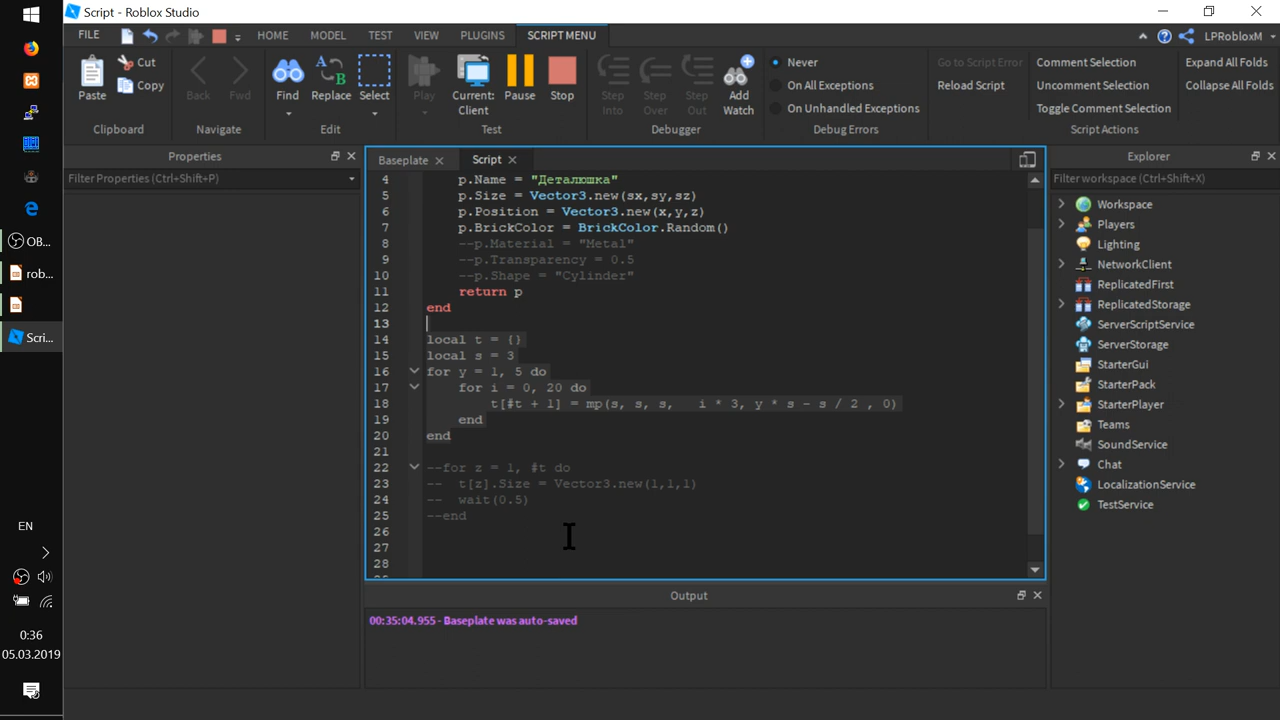 Script - Roblox Studio
FILE
HOME
MODEL
TEST
VIEW
PLUGINS
SCRIPT MENU
LPRobloxM
Paste
Cut
Copy
Clipboard
Back
Fwd
Navigate
Find
Replace
Select
Edit
Play
Current:
Client
Pause
Stop
Test
Step
Into
Step
Over
Step
Out
Add
Watch
Debugger
Never
On All Exceptions
On Unhandled Exceptions
Debug Errors
Go to Script Error
Reload Script
Comment Selection
Uncomment Selection
Toggle Comment Selection
Expand All Folds
Collapse All Folds
Script Actions
Properties
Filter Properties (Ctrl+Shift+P)
Baseplate
Script
4 p.Name = "Деталюшка"
5 p.Size = Vector3.new(sx,sy,sz)
6 p.Position = Vector3.new(x,y,z)
7 p.BrickColor = BrickColor.Random()
8 --p.Material = "Metal"
9 --p.Transparency = 0.5
10 --p.Shape = "Cylinder"
11 return p
12 end
13
14 local t = {}
15 local s = 3
16 for y = 1, 5 do
17 for i = 0, 20 do
18 t[#t + 1] = mp(s, s, s, i * 3, y * s - s / 2 , 0)
19 end
20 end
21
22 --for z = 1, #t do
23 -- t[z].Size = Vector3.new(1,1,1)
24 -- wait(0.5)
25 --end
26
27
28
Output
00:35:04.955 - Baseplate was auto-saved
Explorer
Filter workspace (Ctrl+Shift+X)
Workspace
Players
Lighting
NetworkClient
ReplicatedFirst
ReplicatedStorage
ServerScriptService
ServerStorage
StarterGui
StarterPack
StarterPlayer
Teams
SoundService
Chat
LocalizationService
TestService
OB...
rob...
Scri...
EN
0:36
05.03.2019